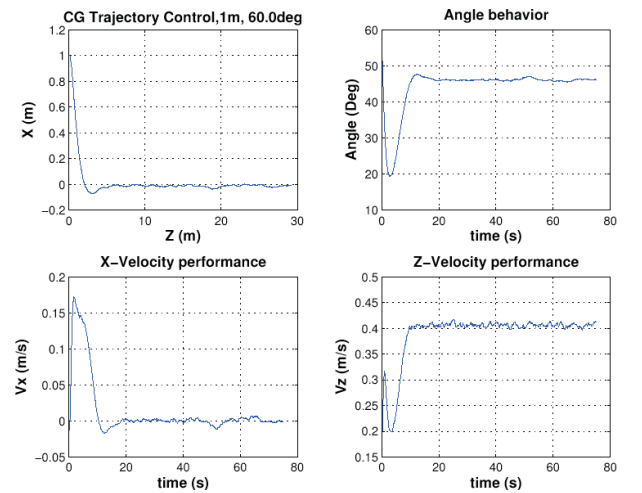 CG Trajectory Control,1m, 60.0deg
1.2
1
0.8
0.6
0.4
0.2
0
−0.2
X (m)
0 10 20 30
Z (m)
Angle behavior
60
50
40
30
20
10
Angle (Deg)
0 20 40 60 80
time (s)
X−Velocity performance
0.2
0.15
0.1
0.05
0
−0.05
Vx (m/s)
0 20 40 60 80
time (s)
Z−Velocity performance
0.5
0.45
0.4
0.35
0.3
0.25
0.2
0.15
Vz (m/s)
0 20 40 60 80
time (s)